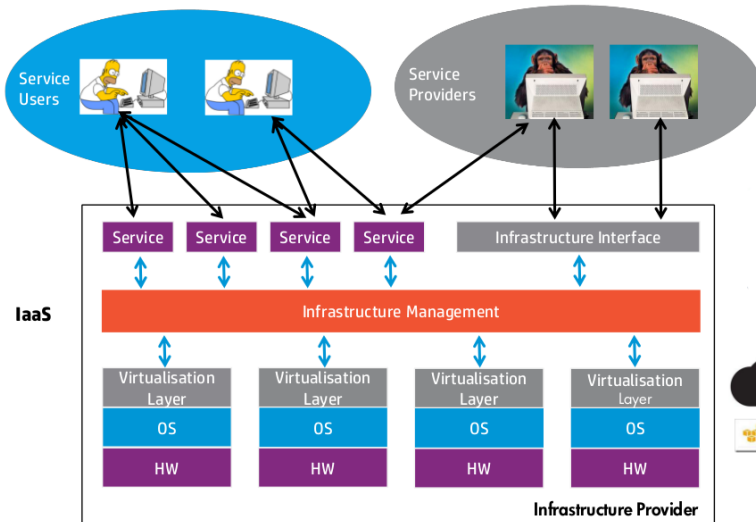 Service
Users
Service
Providers
Service
Service
Service
Service
Infrastructure Interface
IaaS
Infrastructure Management
Virtualisation
Layer
Virtualisation
Layer
Virtualisation
Layer
Virtualisation
Layer
OS
OS
OS
OS
HW
HW
HW
HW
Infrastructure Provider